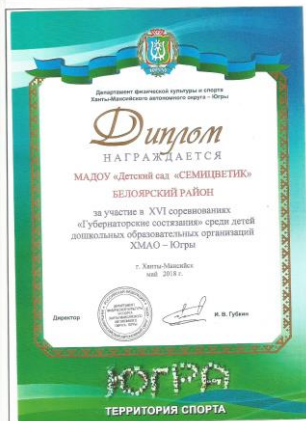 Департамент физической культуры и спорта
Ханты-Мансийского автономного округа – Югры
Диплом
НАГРАЖДАЕТСЯ
МАДОУ «Детский сад «СЕМИЦВЕТИК»
БЕЛОЯРСКИЙ РАЙОН
за участие в XVI соревнованиях
«Губернаторские состязания» среди детей
дошкольных образовательных организаций
ХМАО – Югры
г. Ханты-Мансийск
май 2018 г.
Директор
И. В. Губкин
ЮГРА
ТЕРРИТОРИЯ СПОРТА